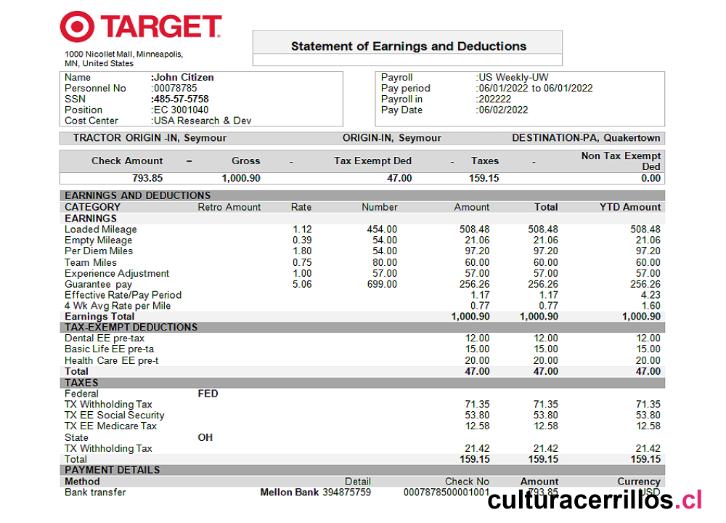 TARGET
1000 Nicollet Mall, Minneapolis,
MN, United States
Statement of Earnings and Deductions
Name :John Citizen
Personnel No :00078785
SSN :485-57-5758
Position :EC 3001040
Cost Center :USA Research & Dev
Payroll :US Weekly-UW
Pay period :06/01/2022 to 06/01/2022
Payroll in :202222
Pay Date :06/02/2022
TRACTOR ORIGIN -IN, Seymour ORIGIN-IN, Seymour DESTINATION-PA, Quakertown
Check Amount – Gross - Tax Exempt Ded - Taxes - Non Tax Exempt Ded
793.85 1,000.90 47.00 159.15 0.00
EARNINGS AND DEDUCTIONS
CATEGORY Retro Amount Rate Number Amount Total YTD Amount
EARNINGS
Loaded Mileage 1.12 454.00 508.48 508.48 508.48
Empty Mileage 0.39 54.00 21.06 21.06 21.06
Per Diem Miles 1.80 54.00 97.20 97.20 97.20
Team Miles 0.75 80.00 60.00 60.00 60.00
Experience Adjustment 1.00 57.00 57.00 57.00 57.00
Guarantee pay 5.06 699.00 256.26 256.26 256.26
Effective Rate/Pay Period 1.17 1.17 4.23
4 Wk Avg Rate per Mile 0.77 0.77 1.60
Earnings Total 1,000.90 1,000.90 1,000.90
TAX-EXEMPT DEDUCTIONS
Dental EE pre-tax 12.00 12.00 12.00
Basic Life EE pre-ta 15.00 15.00 15.00
Health Care EE pre-t 20.00 20.00 20.00
Total 47.00 47.00 47.00
TAXES
Federal FED
TX Withholding Tax 71.35 71.35 71.35
TX EE Social Security 53.80 53.80 53.80
TX EE Medicare Tax 12.58 12.58 12.58
State OH
TX Withholding Tax 21.42 21.42 21.42
Total 159.15 159.15 159.15
PAYMENT DETAILS
Method Detail Check No Amount Currency
Bank transfer Mellon Bank 394875759 0007878500001001 793.85 USD
culturacerrillos.cl